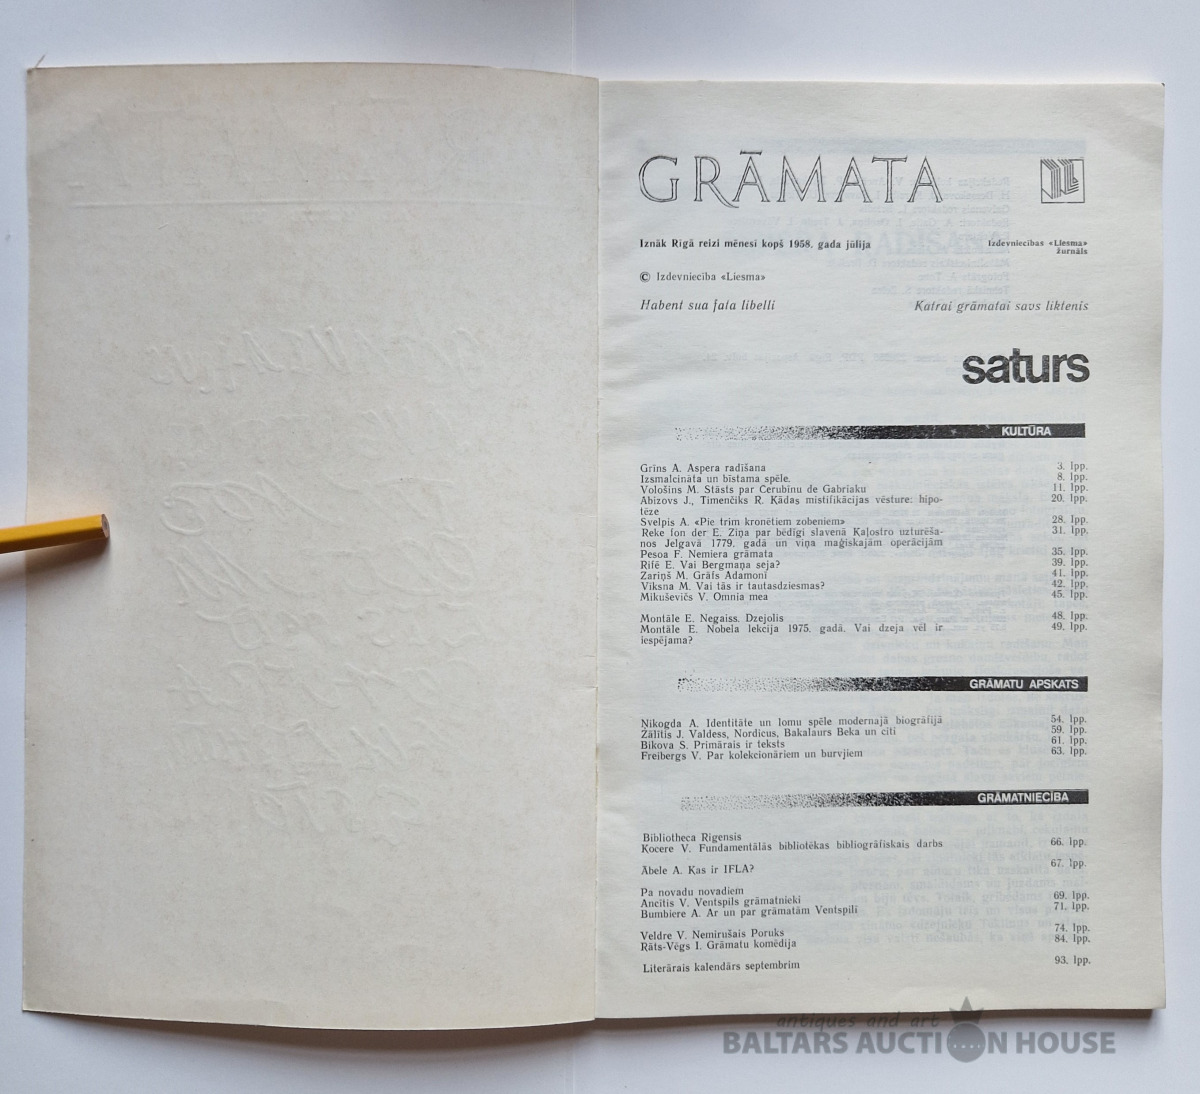 GRĀMATA
Iznāk Rīgā reizi mēnesī kopš 1958. gada jūlija
Izdevniecības «Liesma»
žurnāls
© Izdevniecība «Liesma»
Habent sua fata libelli
Katrai grāmatai savs liktenis
saturs
KULTŪRA
Grīns A. Aspera radīšana 3. lpp.
Izsmalcināta un bīstama spēle. 8. lpp.
Vološins M. Stāsts par Čerubīnu de Gabriaku 11. lpp.
Abizovs J., Timenčiks R. Kādas mistifikācijas vēsture: hipo- 20. lpp.
tēze
Svelpis A. «Pie trim kronētiem zobeniem» 28. lpp.
Reke fon der E. Ziņa par bēdīgi slavenā Kaļostro uzturēša- 31. lpp.
nos Jelgavā 1779. gadā un viņa maģiskajām operācijām
Pesoa F. Nemiera grāmata 35. lpp.
Rifē E. Vai Bergmaņa seja? 39. lpp.
Zariņš M. Grāfs Adamoni 41. lpp.
Vīksna M. Vai tās ir tautasdziesmas? 42. lpp.
Mikuševičs V. Omnia mea 45. lpp.
Montāle E. Negaiss. Dzejolis 48. lpp.
Montāle E. Nobela lekcija 1975. gadā. Vai dzeja vēl ir 49. lpp.
iespējama?
GRĀMATU APSKATS
Ņikogda A. Identitāte un lomu spēle modernajā biogrāfijā 54. lpp.
Zālītis J. Valdess, Nordicus, Bakalaurs Beka un citi 59. lpp.
Bikova S. Primārais ir teksts 61. lpp.
Freibergs V. Par kolekcionāriem un burvjiem 63. lpp.
GRĀMATNIECĪBA
Bibliotheca Rigensis
Kocere V. Fundamentālās bibliotēkas bibliogrāfiskais darbs 66. lpp.
Ābele A. Kas ir IFLA? 67. lpp.
Pa novadu novadiem
Ancītis V. Ventspils grāmatnieki 69. lpp.
Bumbiere A. Ar un par grāmatām Ventspilī 71. lpp.
Veldre V. Nemirušais Poruks 74. lpp.
Rāts-Vēgs I. Grāmatu komēdija 84. lpp.
Literārais kalendārs septembrim 93. lpp.
antiques and art
BALTARS AUCTION HOUSE